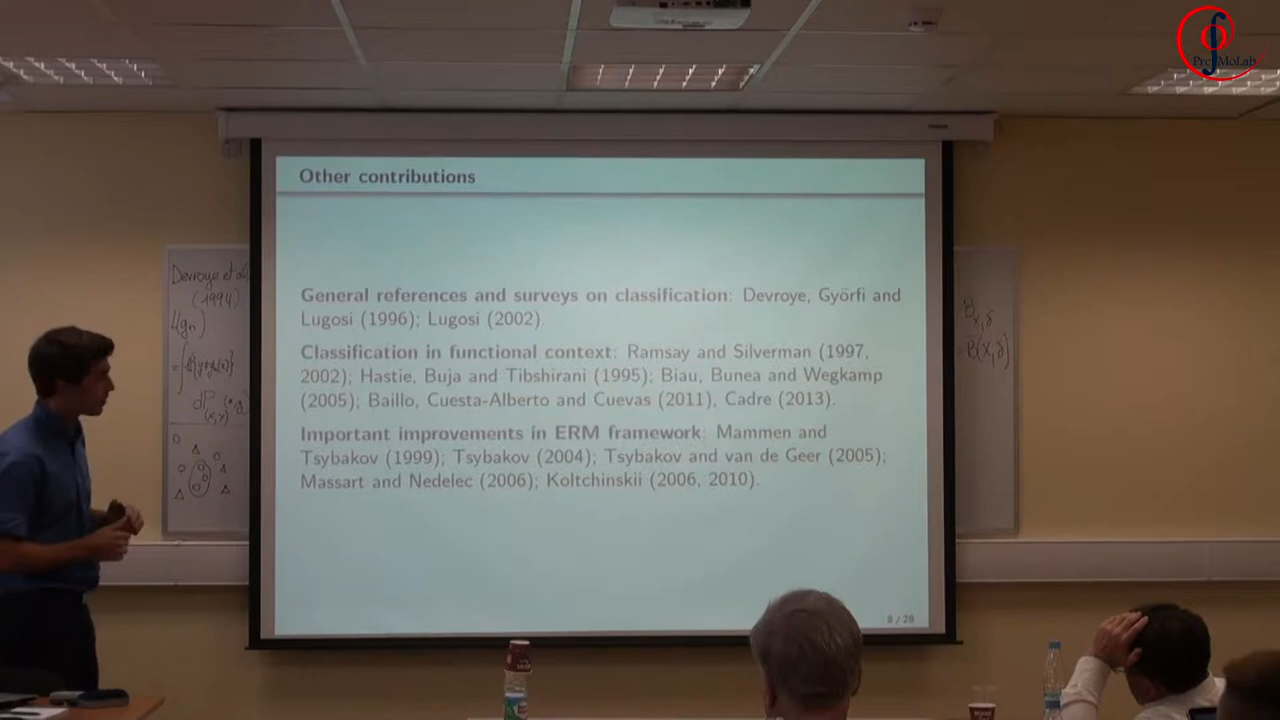 PreMoLab
Other contributions
General references and surveys on classification: Devroye, Györfi and
Lugosi (1996); Lugosi (2002).
Classification in functional context: Ramsay and Silverman (1997,
2002); Hastie, Buja and Tibshirani (1995); Biau, Bunea and Wegkamp
(2005); Baillo, Cuesta-Alberto and Cuevas (2011), Cadre (2013).
Important improvements in ERM framework: Mammen and
Tsybakov (1999); Tsybakov (2004); Tsybakov and van de Geer (2005);
Massart and Nedelec (2006); Koltchinskii (2006, 2010).
8 / 28
Devroye et al
(1994)
L(gn)
B x,δ
= B(x,δ)